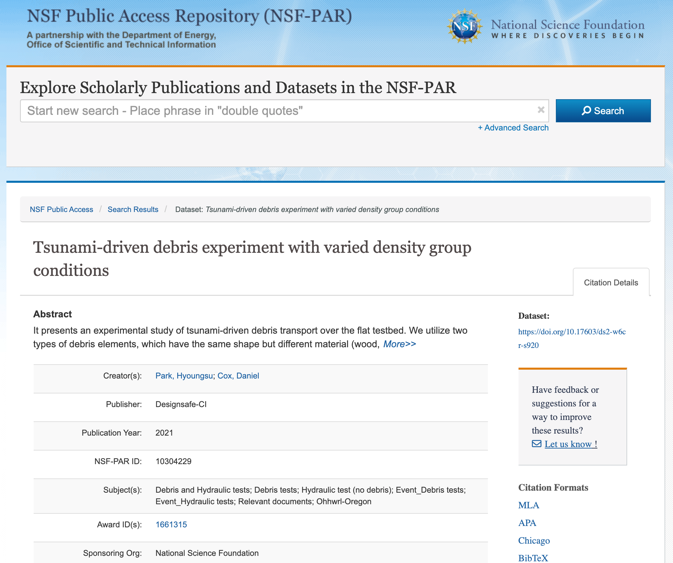 NSF Public Access Repository (NSF-PAR)
A partnership with the Department of Energy,
Office of Scientific and Technical Information
NSF
National Science Foundation
WHERE DISCOVERIES BEGIN
Explore Scholarly Publications and Datasets in the NSF-PAR
Start new search - Place phrase in "double quotes"
Search
+ Advanced Search
NSF Public Access / Search Results / Dataset: Tsunami-driven debris experiment with varied density group conditions
Tsunami-driven debris experiment with varied density group
conditions
Citation Details
Abstract
It presents an experimental study of tsunami-driven debris transport over the flat testbed. We utilize two
types of debris elements, which have the same shape but different material (wood, More>>
Creator(s): Park, Hyoungsu; Cox, Daniel
Publisher: Designsafe-CI
Publication Year: 2021
NSF-PAR ID: 10304229
Subject(s): Debris and Hydraulic tests; Debris tests; Hydraulic test (no debris); Event_Debris tests;
Event_Hydraulic tests; Relevant documents; Ohhwrl-Oregon
Award ID(s): 1661315
Sponsoring Org: National Science Foundation
Dataset:
https://doi.org/10.17603/ds2-w6c
r-s920
Have feedback or
suggestions for a
way to improve
these results?
Let us know !
Citation Formats
MLA
APA
Chicago
BibTeX